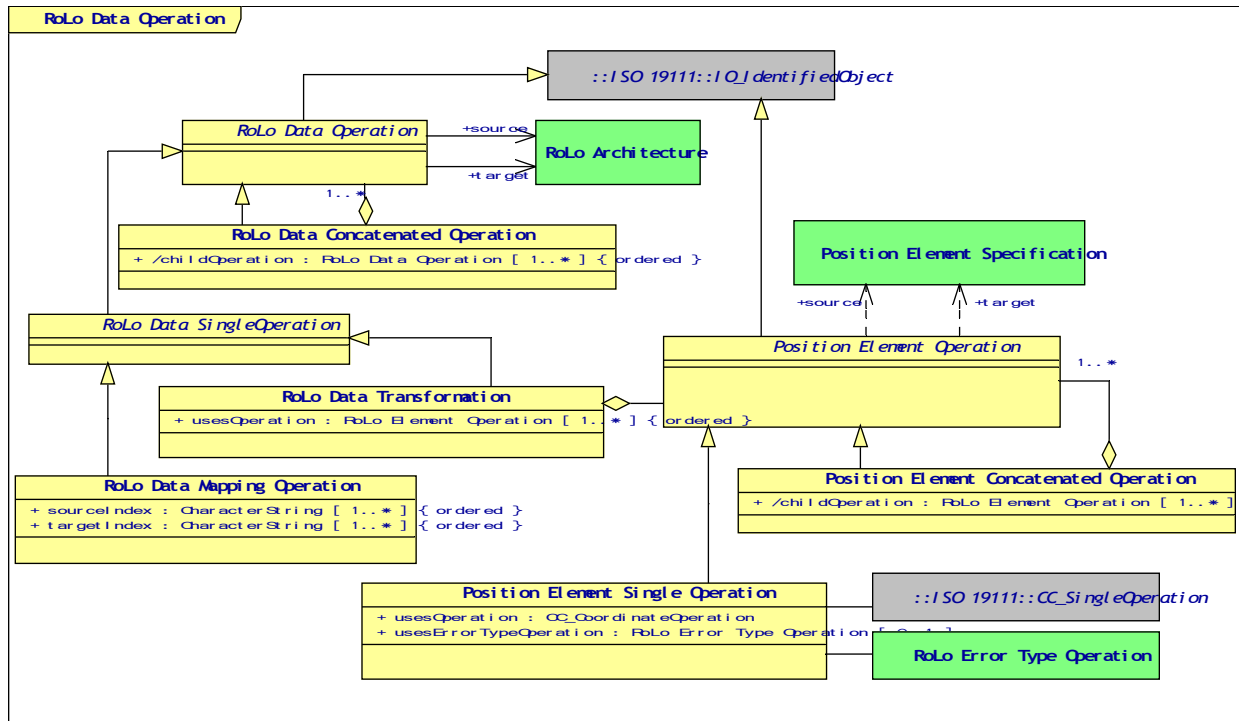 RoLo Data Operation
::ISO 19111::IO_IdentifiedObject
RoLo Data Operation
+source
+target
RoLo Architecture
1..*
RoLo Data Concatenated Operation
+ /childOperation : RoLo Data Operation [ 1..* ] { ordered }
Position Element Specification
+source
+target
RoLo Data SingleOperation
Position Element Operation
1..*
RoLo Data Transformation
+ usesOperation : RoLo Element Operation [ 1..* ] { ordered }
Position Element Concatenated Operation
+ /childOperation : RoLo Element Operation [ 1..* ]
RoLo Data Mapping Operation
+ sourceIndex : CharacterString [ 1..* ] { ordered }
+ targetIndex : CharacterString [ 1..* ] { ordered }
Position Element Single Operation
+ usesOperation : CC_CoordinateOperation
+ usesErrorTypeOperation : RoLo Error Type Operation [
::ISO 19111::CC_SingleOperation
RoLo Error Type Operation